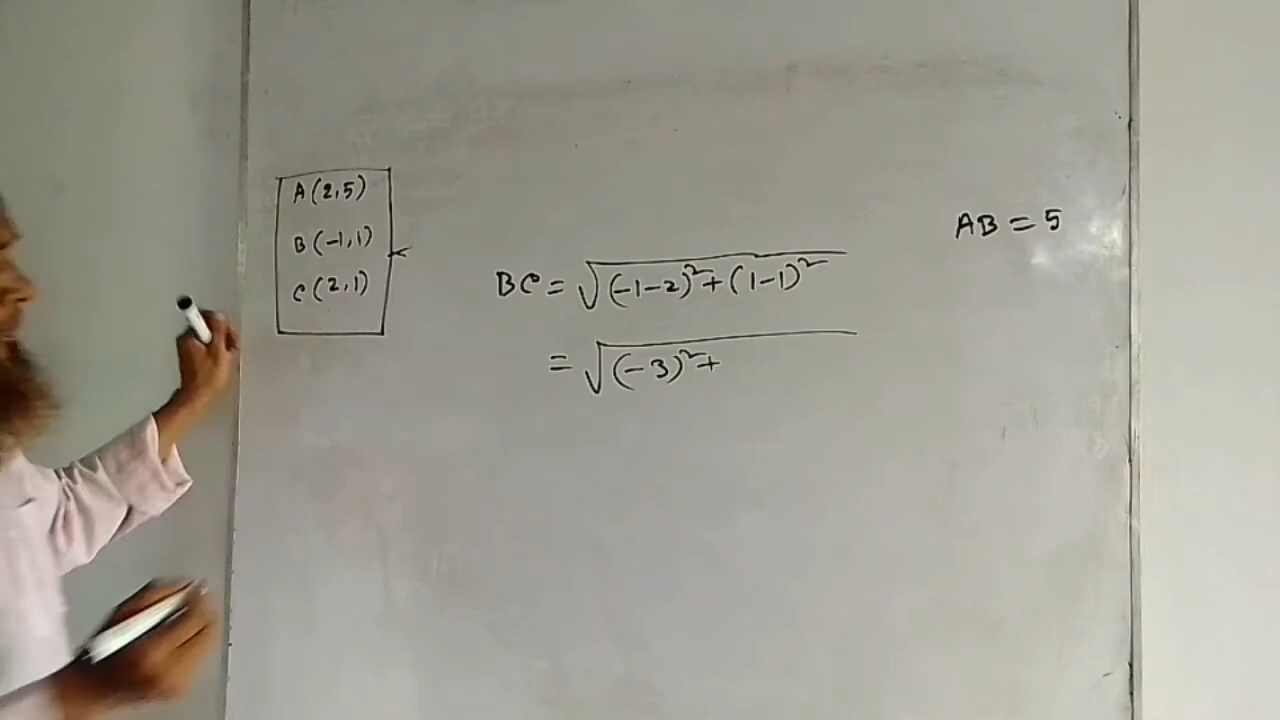 A(2,5)
B(-1,1)
C(2,1)
AB = 5
BC = √(-1-2)²+(1-1)²
= √(-3)²+